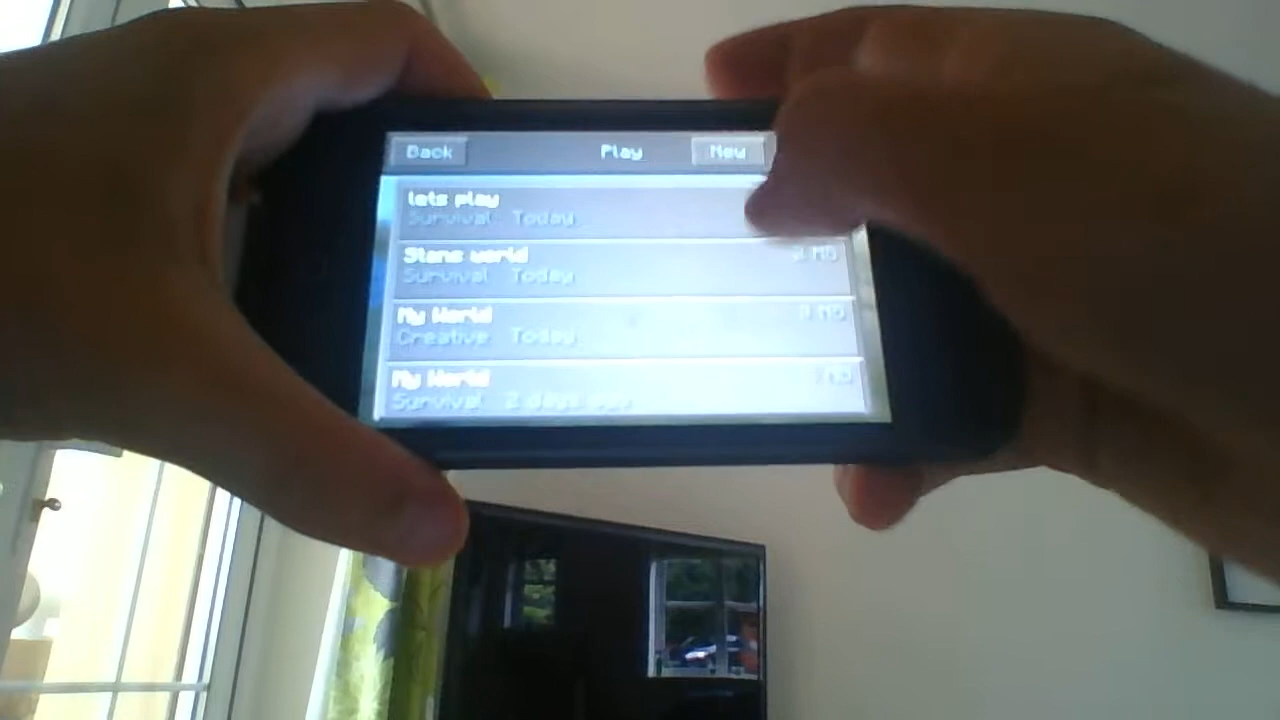 Back
Play
New
lets play
Survival Today
Stans world
Survival Today
My World
Creative Today
My World
Survival 2 days ago